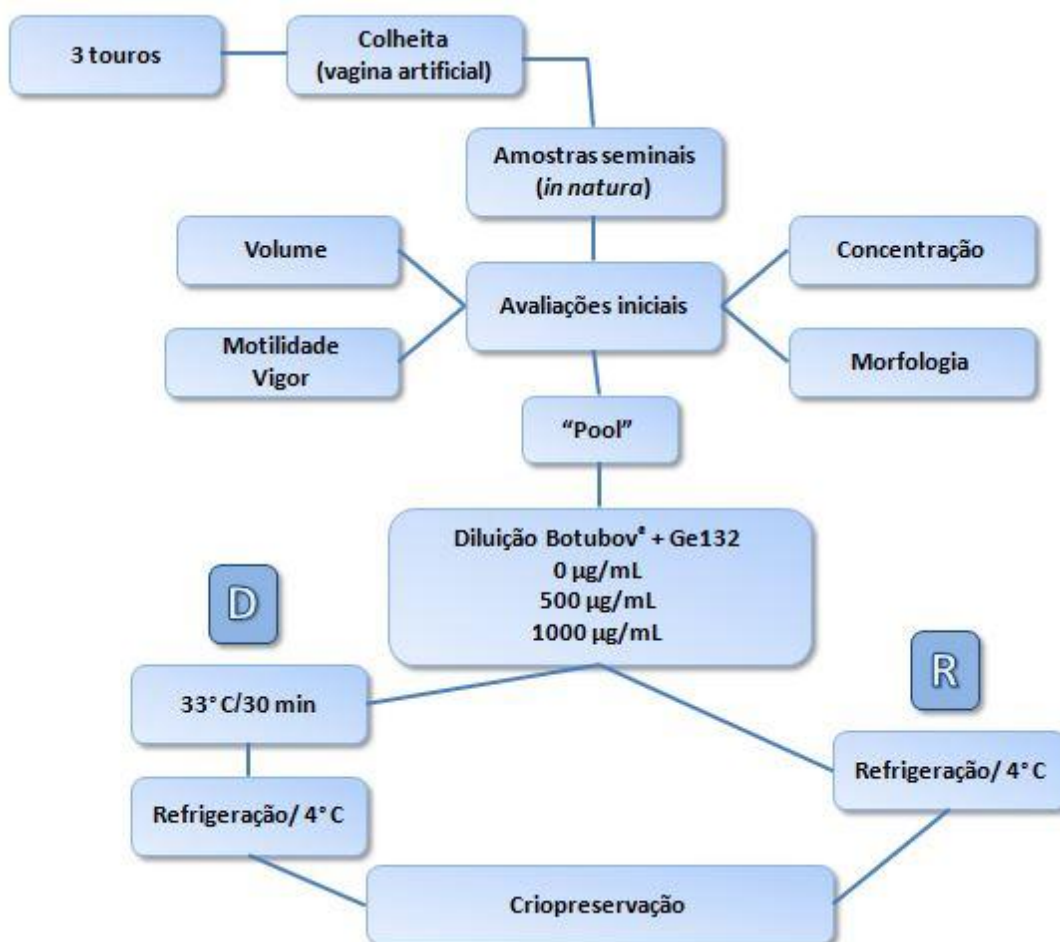 3 touros
Colheita
(vagina artificial)
Amostras seminais
(in natura)
Volume
Concentração
Avaliações iniciais
Motilidade
Vigor
Morfologia
“Pool”
Diluição Botubov® + Ge132
0 µg/mL
500 µg/mL
1000 µg/mL
D
R
33° C/30 min
Refrigeração/ 4° C
Refrigeração/ 4° C
Criopreservação